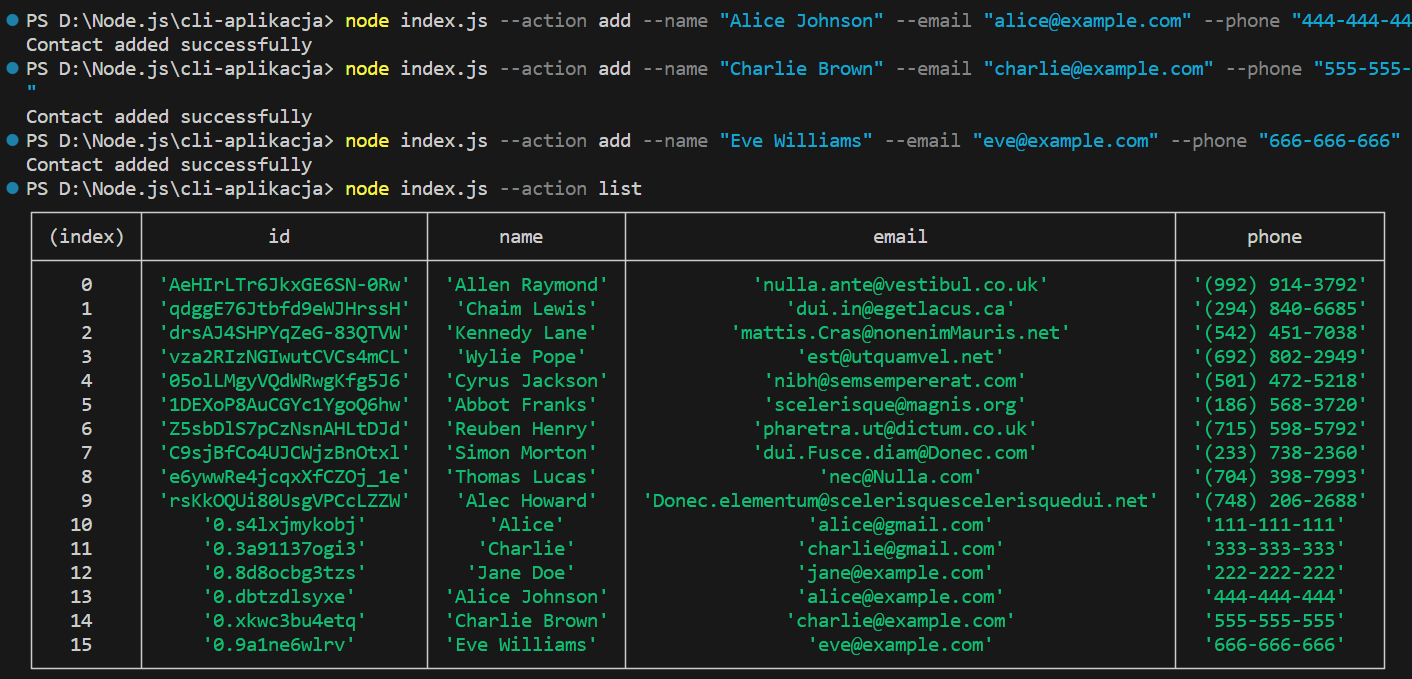 PS D:\Node.js\cli-aplikacja> node index.js --action add --name "Alice Johnson" --email "alice@example.com" --phone "444-444-44
Contact added successfully
PS D:\Node.js\cli-aplikacja> node index.js --action add --name "Charlie Brown" --email "charlie@example.com" --phone "555-555-
"
Contact added successfully
PS D:\Node.js\cli-aplikacja> node index.js --action add --name "Eve Williams" --email "eve@example.com" --phone "666-666-666"
Contact added successfully
PS D:\Node.js\cli-aplikacja> node index.js --action list
(index) id name email phone
0 'AeHIrLTr6JkxGE6SN-0Rw' 'Allen Raymond' 'nulla.ante@vestibul.co.uk' '(992) 914-3792'
1 'qdggE76Jtbfd9eWJHrssH' 'Chaim Lewis' 'dui.in@egetlacus.ca' '(294) 840-6685'
2 'drsAJ4SHPYqZeG-83QTVW' 'Kennedy Lane' 'mattis.Cras@nonenimMauris.net' '(542) 451-7038'
3 'vza2RIzNGIwutCVCs4mCL' 'Wylie Pope' 'est@utquamvel.net' '(692) 802-2949'
4 '05olLMgyVQdWRwgKfg5J6' 'Cyrus Jackson' 'nibh@semsempererat.com' '(501) 472-5218'
5 '1DEXoP8AuCGYc1YgoQ6hw' 'Abbot Franks' 'scelerisque@magnis.org' '(186) 568-3720'
6 'Z5sbDlS7pCzNsnAHLtDJd' 'Reuben Henry' 'pharetra.ut@dictum.co.uk' '(715) 598-5792'
7 'C9sjBfCo4UJCWjzBnOtxl' 'Simon Morton' 'dui.Fusce.diam@Donec.com' '(233) 738-2360'
8 'e6ywwRe4jcqxXfCZOj_1e' 'Thomas Lucas' 'nec@Nulla.com' '(704) 398-7993'
9 'rsKkOQUi80UsgVPCcLZZW' 'Alec Howard' 'Donec.elementum@scelerisquescelerisquedui.net' '(748) 206-2688'
10 '0.s4lxjmykobj' 'Alice' 'alice@gmail.com' '111-111-111'
11 '0.3a91137ogi3' 'Charlie' 'charlie@gmail.com' '333-333-333'
12 '0.8d8ocbg3tzs' 'Jane Doe' 'jane@example.com' '222-222-222'
13 '0.dbtzdlsyxe' 'Alice Johnson' 'alice@example.com' '444-444-444'
14 '0.xkwc3bu4etq' 'Charlie Brown' 'charlie@example.com' '555-555-555'
15 '0.9a1ne6wlrv' 'Eve Williams' 'eve@example.com' '666-666-666'